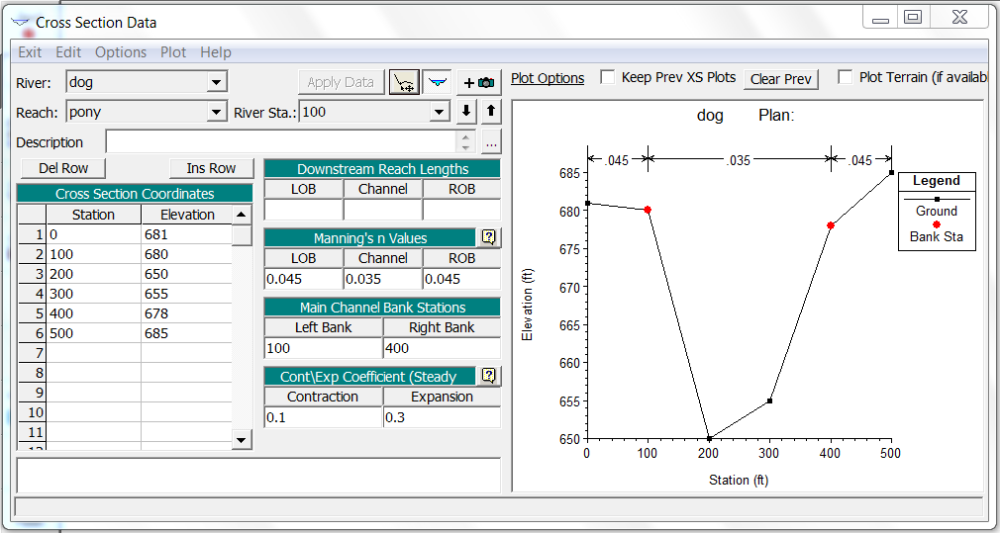 Cross Section Data
Exit Edit Options Plot Help
River: dog Apply Data + Plot Options Keep Prev XS Plots Clear Prev Plot Terrain (if availab
Reach: pony River Sta.: 100
Description ...
Del Row Ins Row
Cross Section Coordinates
Station Elevation
1 0 681
2 100 680
3 200 650
4 300 655
5 400 678
6 500 685
7
8
9
10
11
12
Downstream Reach Lengths
LOB Channel ROB
Manning's n Values ?
LOB Channel ROB
0.045 0.035 0.045
Main Channel Bank Stations
Left Bank Right Bank
100 400
Cont\Exp Coefficient (Steady ?
Contraction Expansion
0.1 0.3
dog Plan:
.045 .035 .045
685
680
675
670
665
660
655
650
Elevation (ft)
0 100 200 300 400 500
Station (ft)
Legend
Ground
Bank Sta